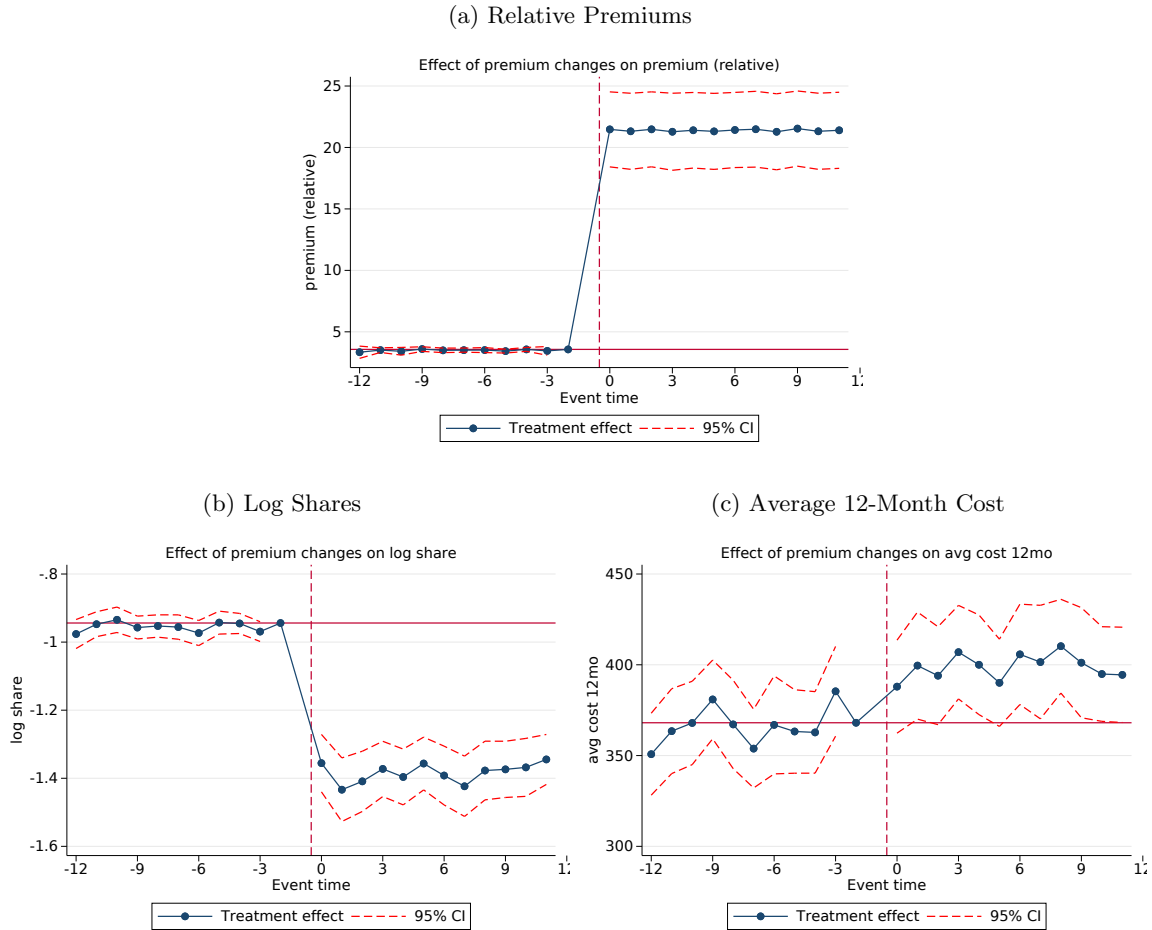 (a) Relative Premiums
Effect of premium changes on premium (relative)
premium (relative)
25
20
15
10
5
-12 -9 -6 -3 0 3 6 9 12
Event time
Treatment effect 95% CI
(b) Log Shares
Effect of premium changes on log share
log share
-.8
-1
-1.2
-1.4
-1.6
-12 -9 -6 -3 0 3 6 9 12
Event time
Treatment effect 95% CI
(c) Average 12-Month Cost
Effect of premium changes on avg cost 12mo
avg cost 12mo
450
400
350
300
-12 -9 -6 -3 0 3 6 9 12
Event time
Treatment effect 95% CI